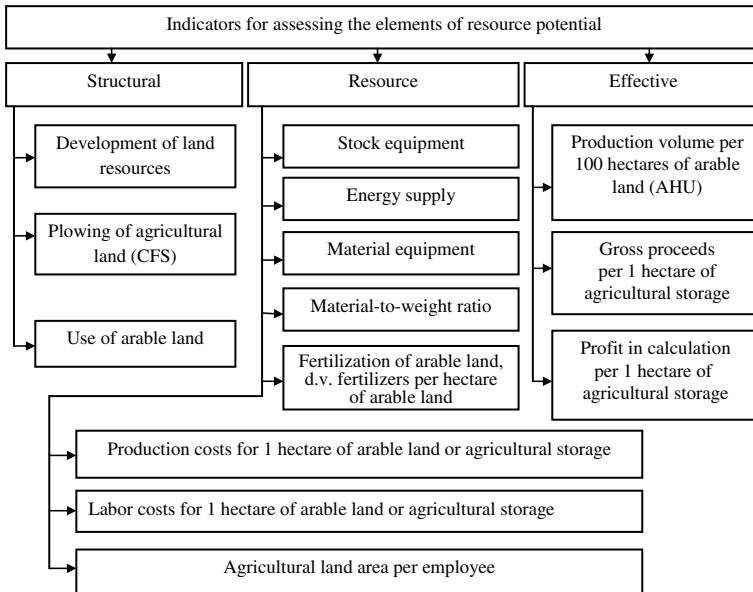 Indicators for assessing the elements of resource potential
Structural
Resource
Effective
Development of land
resources
Plowing of agricultural
land (CFS)
Use of arable land
Stock equipment
Energy supply
Material equipment
Material-to-weight ratio
Fertilization of arable land,
d.v. fertilizers per hectare
of arable land
Production volume per
100 hectares of arable
land (AHU)
Gross proceeds
per 1 hectare of
agricultural storage
Profit in calculation
per 1 hectare of
agricultural storage
Production costs for 1 hectare of arable land or agricultural storage
Labor costs for 1 hectare of arable land or agricultural storage
Agricultural land area per employee